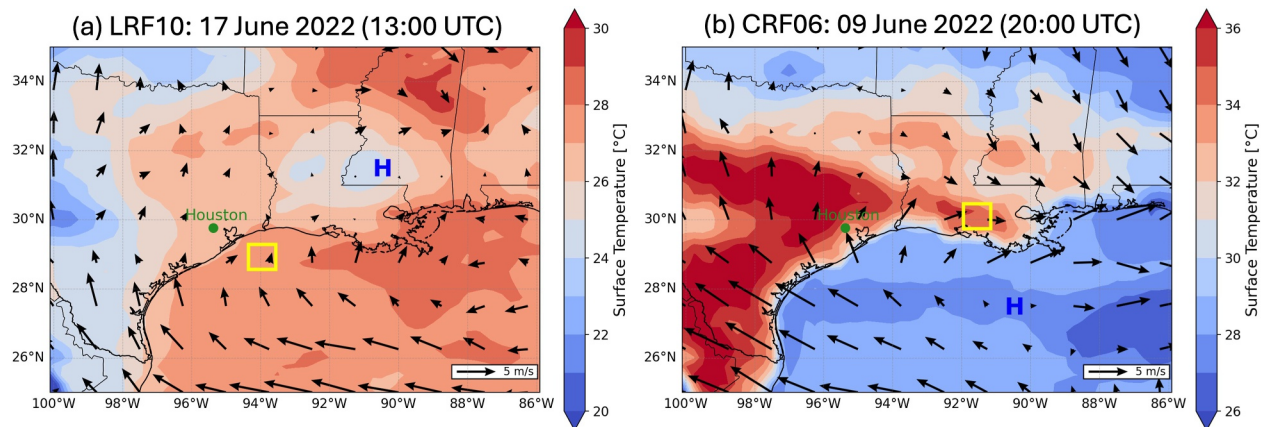 (a) LRF10: 17 June 2022 (13:00 UTC)
34°N
32°N
30°N
28°N
26°N
100°W 98°W 96°W 94°W 92°W 90°W 88°W 86°W
Houston
H
5 m/s
30
28
26
24
22
20
Surface Temperature [°C]
(b) CRF06: 09 June 2022 (20:00 UTC)
34°N
32°N
30°N
28°N
26°N
100°W 98°W 96°W 94°W 92°W 90°W 88°W 86°W
Houston
H
5 m/s
36
34
32
30
28
26
Surface Temperature [°C]